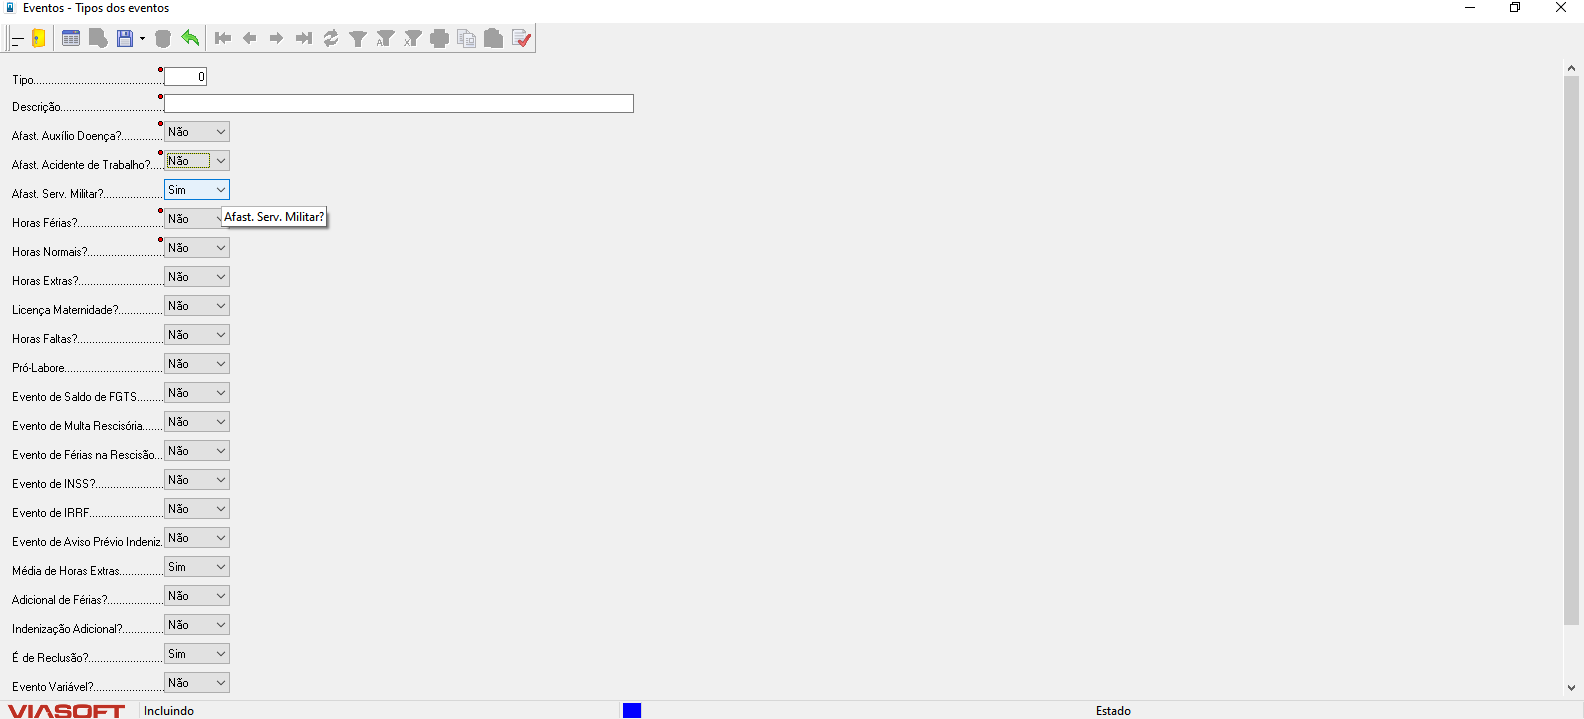 Eventos - Tipos dos eventos
Tipo 0
Descrição
Afast. Auxílio Doença? Não
Afast. Acidente de Trabalho? Não
Afast. Serv. Militar? Sim
Horas Férias? Não Afast. Serv. Militar?
Horas Normais? Não
Horas Extras? Não
Licença Maternidade? Não
Horas Faltas? Não
Pró-Labore Não
Evento de Saldo de FGTS Não
Evento de Multa Rescisória Não
Evento de Férias na Rescisão Não
Evento de INSS? Não
Evento de IRRF Não
Evento de Aviso Prévio Indeniz. Não
Média de Horas Extras Sim
Adicional de Férias? Não
Indenização Adicional? Não
É de Reclusão? Sim
Evento Variável? Não
VIASOFT Incluindo Estado